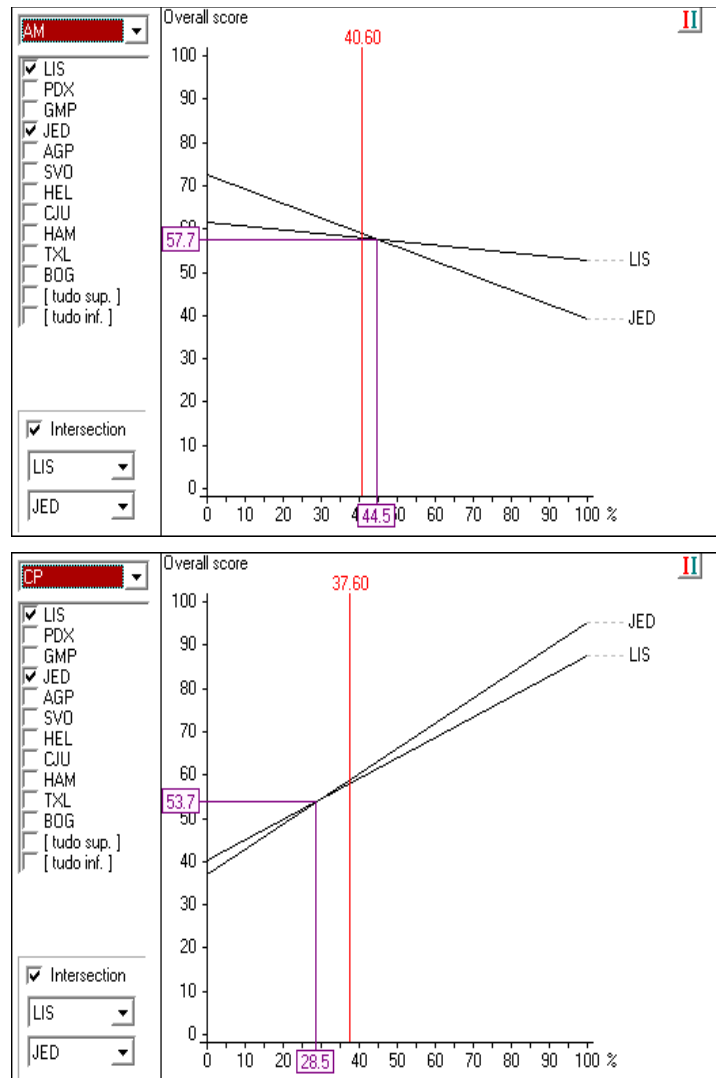 AM
LIS
PDX
GMP
JED
AGP
SVO
HEL
CJU
HAM
TXL
BOG
[ tudo sup. ]
[ tudo inf. ]
Intersection
LIS
JED
Overall score
40.60
100
90
80
70
60
57.7
50
40
30
20
10
0
LIS
JED
0 10 20 30 44.5 60 70 80 90 100 %
CP
LIS
PDX
GMP
JED
AGP
SVO
HEL
CJU
HAM
TXL
BOG
[ tudo sup. ]
[ tudo inf. ]
Intersection
LIS
JED
Overall score
37.60
100
90
80
70
60
53.7
50
40
30
20
10
0
JED
LIS
0 10 20 28.5 40 50 60 70 80 90 100 %